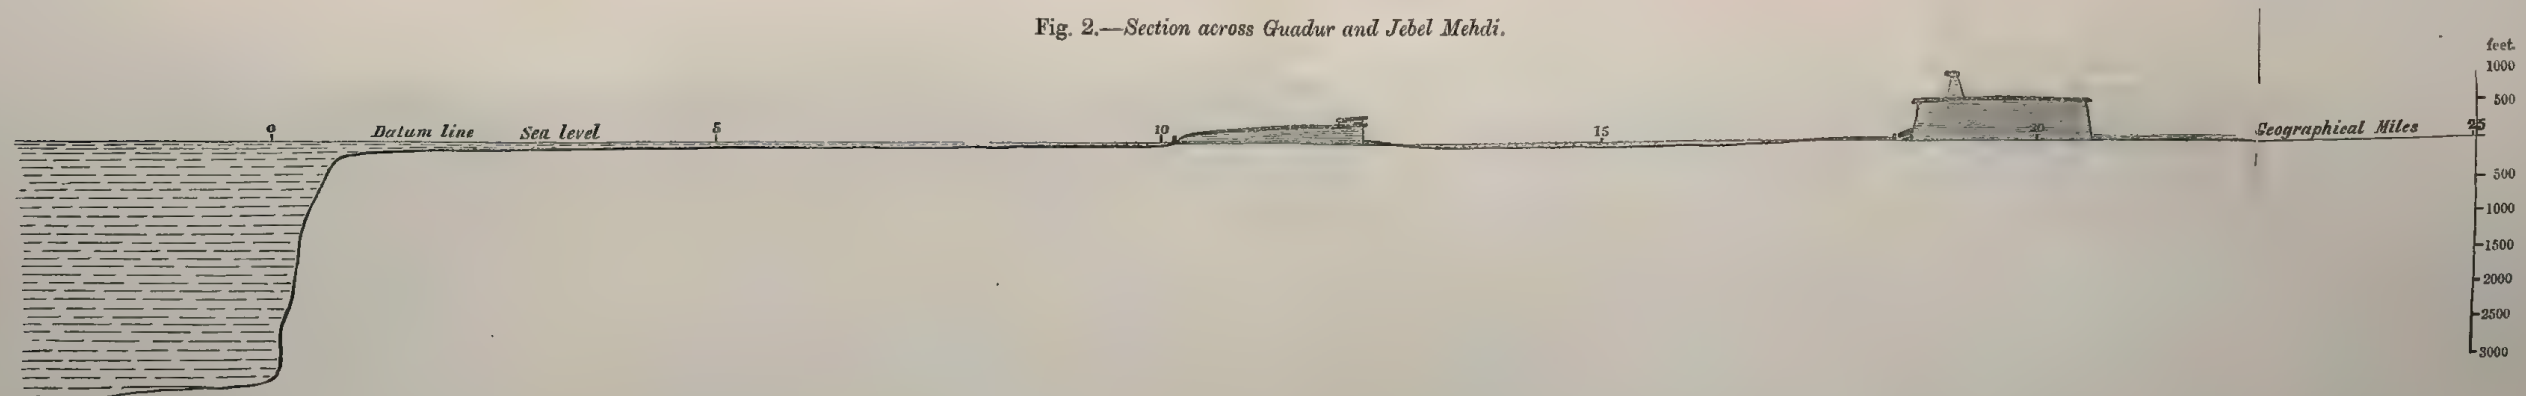 Fig. 2.—Section across Guadur and Jebel Mehdi.
feet.
1000
500
0 Datum line Sea level 5 10 15 20 Geographical Miles 25
500
1000
1500
2000
2500
3000